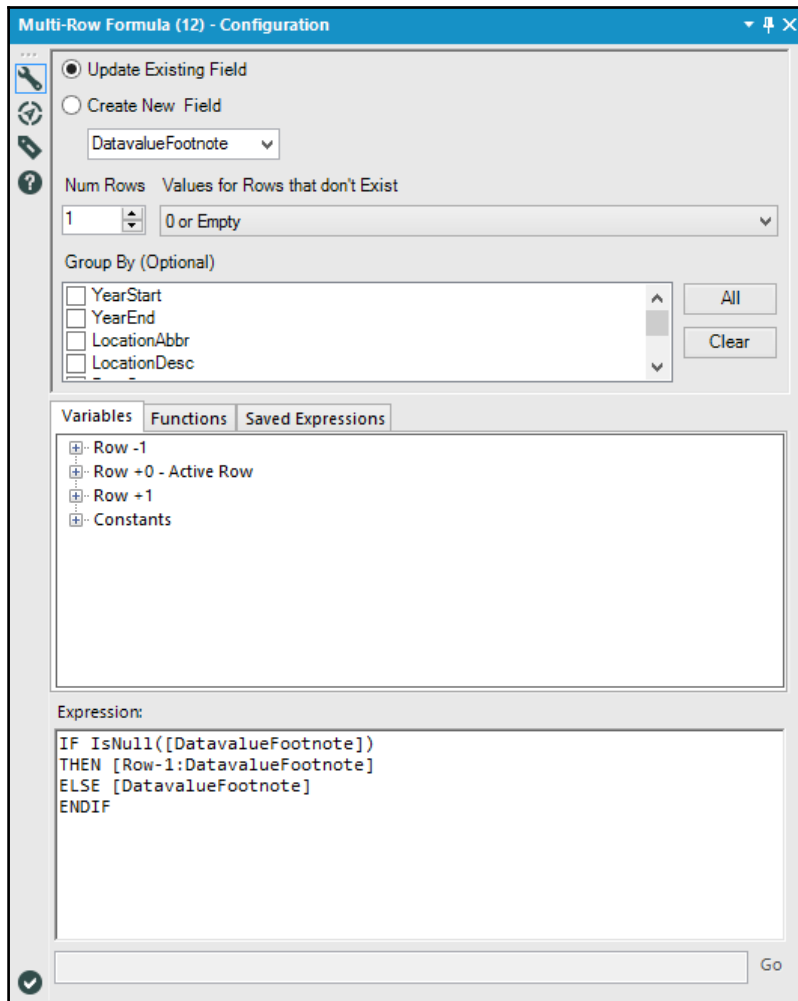 Multi-Row Formula (12) - Configuration
Update Existing Field
Create New Field
DatavalueFootnote
Num Rows Values for Rows that don't Exist
1 0 or Empty
Group By (Optional)
YearStart
YearEnd
LocationAbbr
LocationDesc
All
Clear
Variables Functions Saved Expressions
Row -1
Row +0 - Active Row
Row +1
Constants
Expression:
IF IsNull([DatavalueFootnote])
THEN [Row-1:DatavalueFootnote]
ELSE [DatavalueFootnote]
ENDIF
Go